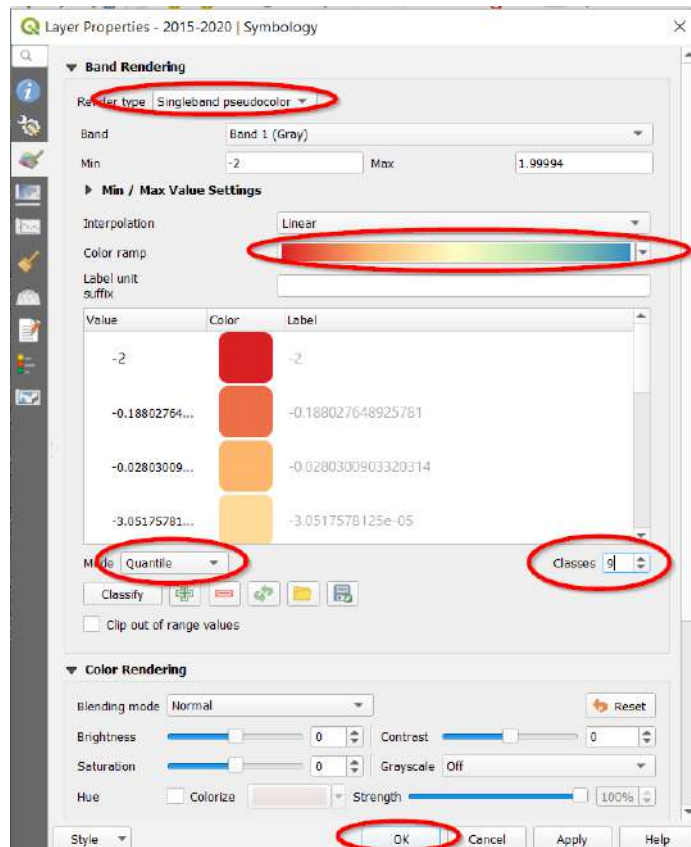 Layer Properties - 2015-2020 | Symbology
Band Rendering
Render type Singleband pseudocolor
Band Band 1 (Gray)
Min -2 Max 1.99994
Min / Max Value Settings
Interpolation Linear
Color ramp
Label unit
suffix
Value Color Label
-2 -2
-0.18802764... -0.188027648925781
-0.02803009... -0.0280300903320314
-3.05175781... -3.0517578125e-05
Mode Quantile Classes 9
Classify
Clip out of range values
Color Rendering
Blending mode Normal Reset
Brightness 0 Contrast 0
Saturation 0 Grayscale Off
Hue Colorize Strength 100%
Style OK Cancel Apply Help